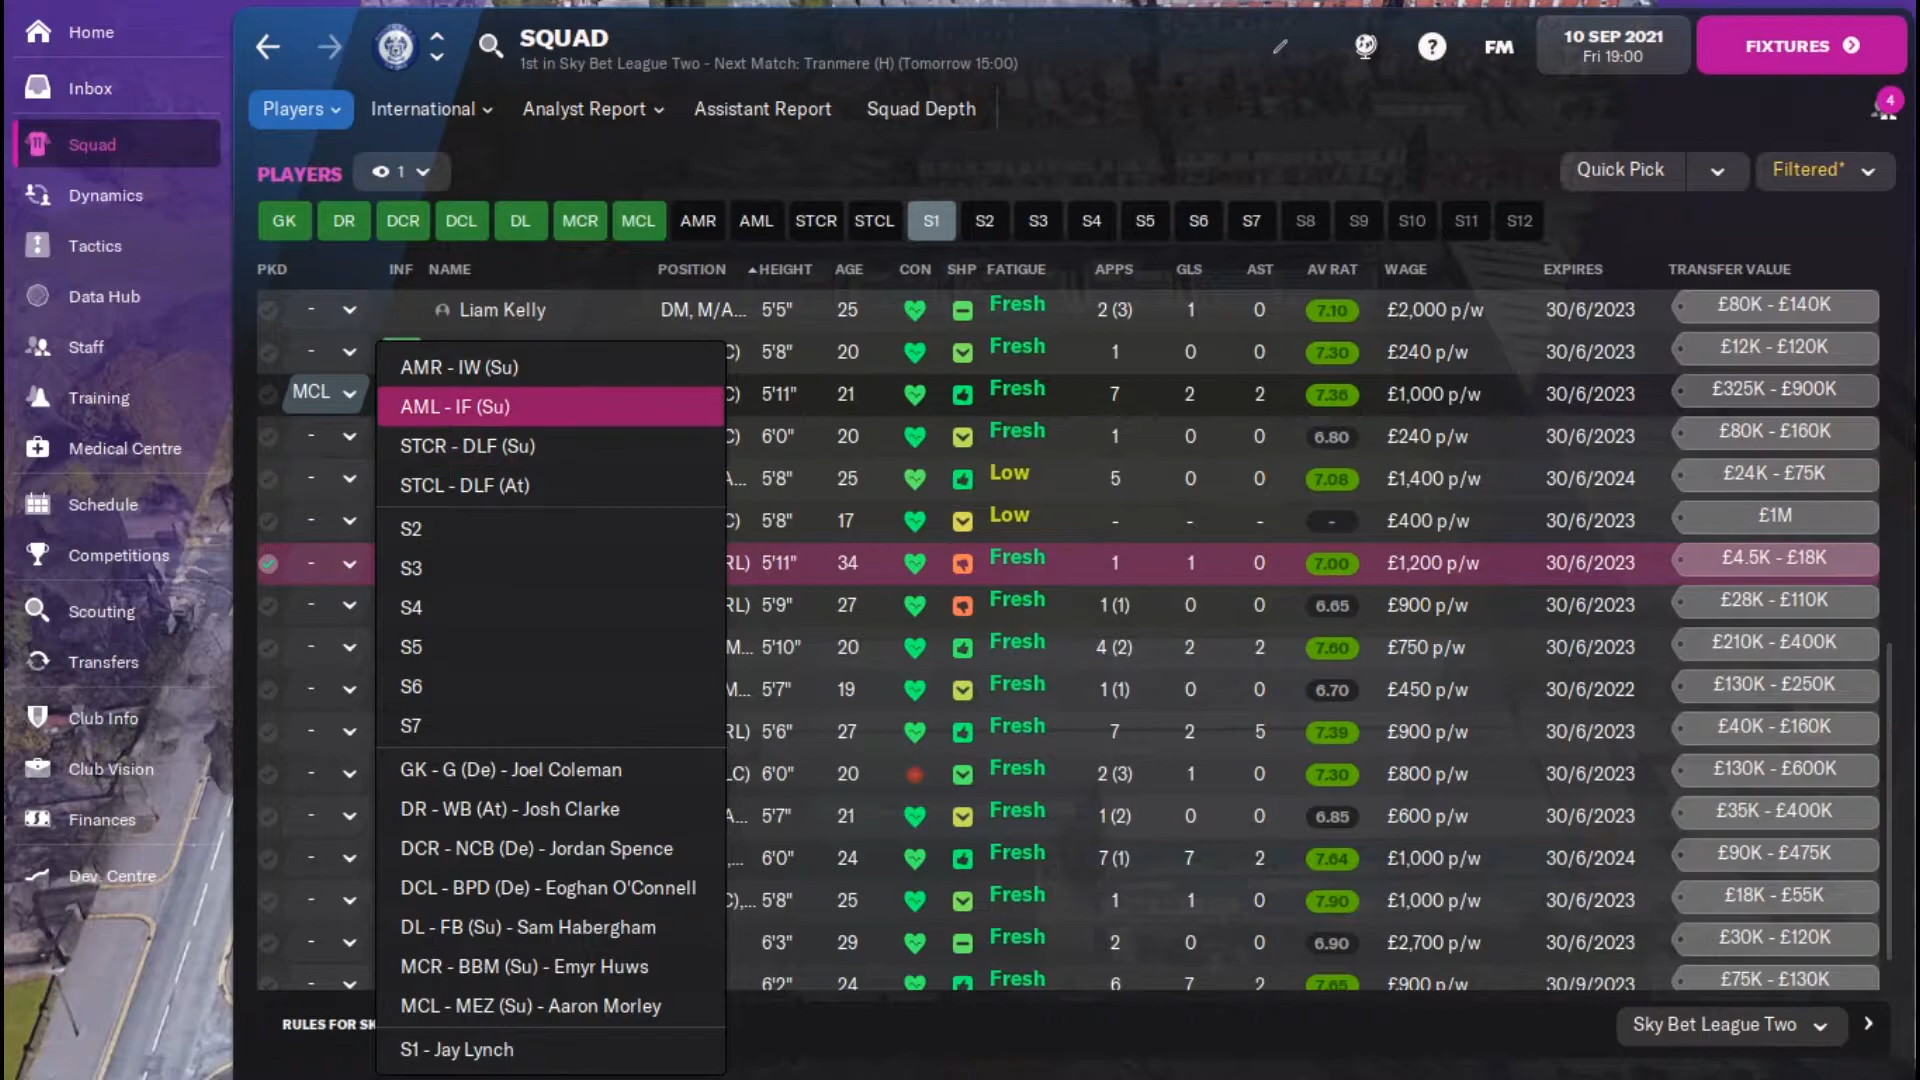 Home
Inbox
Squad
Dynamics
Tactics
Data Hub
Staff
Training
Medical Centre
Schedule
Competitions
Scouting
Transfers
Club Info
Club Vision
Finances
Dev. Centre
SQUAD
1st in Sky Bet League Two - Next Match: Tranmere (H) (Tomorrow 15:00)
?
FM
10 SEP 2021
Fri 19:00
FIXTURES
Players International Analyst Report Assistant Report Squad Depth
4
PLAYERS 1 Quick Pick Filtered*
GK DR DCR DCL DL MCR MCL AMR AML STCR STCL S1 S2 S3 S4 S5 S6 S7 S8 S9 S10 S11 S12
PKD INF NAME POSITION HEIGHT AGE CON SHP FATIGUE APPS GLS AST AV RAT WAGE EXPIRES TRANSFER VALUE
- Liam Kelly DM, M/A... 5'5" 25 Fresh 2 (3) 1 0 7.10 £2,000 p/w 30/6/2023 £80K - £140K
- C) 5'8" 20 Fresh 1 0 0 7.30 £240 p/w 30/6/2023 £12K - £120K
MCL C) 5'11" 21 Fresh 7 2 2 7.36 £1,000 p/w 30/6/2023 £325K - £900K
- C) 6'0" 20 Fresh 1 0 0 6.80 £240 p/w 30/6/2023 £80K - £160K
- A... 5'8" 25 Low 5 0 0 7.08 £1,400 p/w 30/6/2024 £24K - £75K
- C) 5'8" 17 Low - - - - £400 p/w 30/6/2023 £1M
- RL) 5'11" 34 Fresh 1 1 0 7.00 £1,200 p/w 30/6/2023 £4.5K - £18K
- RL) 5'9" 27 Fresh 1 (1) 0 0 6.65 £900 p/w 30/6/2023 £28K - £110K
- M... 5'10" 20 Fresh 4 (2) 2 2 7.60 £750 p/w 30/6/2023 £210K - £400K
- M... 5'7" 19 Fresh 1 (1) 0 0 6.70 £450 p/w 30/6/2022 £130K - £250K
- RL) 5'6" 27 Fresh 7 2 5 7.39 £900 p/w 30/6/2023 £40K - £160K
- LC) 6'0" 20 Fresh 2 (3) 1 0 7.30 £800 p/w 30/6/2023 £130K - £600K
- A... 5'7" 21 Fresh 1 (2) 0 0 6.85 £600 p/w 30/6/2023 £35K - £400K
- ,... 6'0" 24 Fresh 7 (1) 7 2 7.64 £1,000 p/w 30/6/2024 £90K - £475K
- C),... 5'8" 25 Fresh 1 1 0 7.90 £1,000 p/w 30/6/2023 £18K - £55K
- 6'3" 29 Fresh 2 0 0 6.90 £2,700 p/w 30/6/2023 £30K - £120K
- 6'2" 24 Fresh 6 7 2 7.65 £900 p/w 30/9/2023 £75K - £130K
AMR - IW (Su)
AML - IF (Su)
STCR - DLF (Su)
STCL - DLF (At)
S2
S3
S4
S5
S6
S7
GK - G (De) - Joel Coleman
DR - WB (At) - Josh Clarke
DCR - NCB (De) - Jordan Spence
DCL - BPD (De) - Eoghan O'Connell
DL - FB (Su) - Sam Habergham
MCR - BBM (Su) - Emyr Huws
MCL - MEZ (Su) - Aaron Morley
S1 - Jay Lynch
RULES FOR SK
Sky Bet League Two